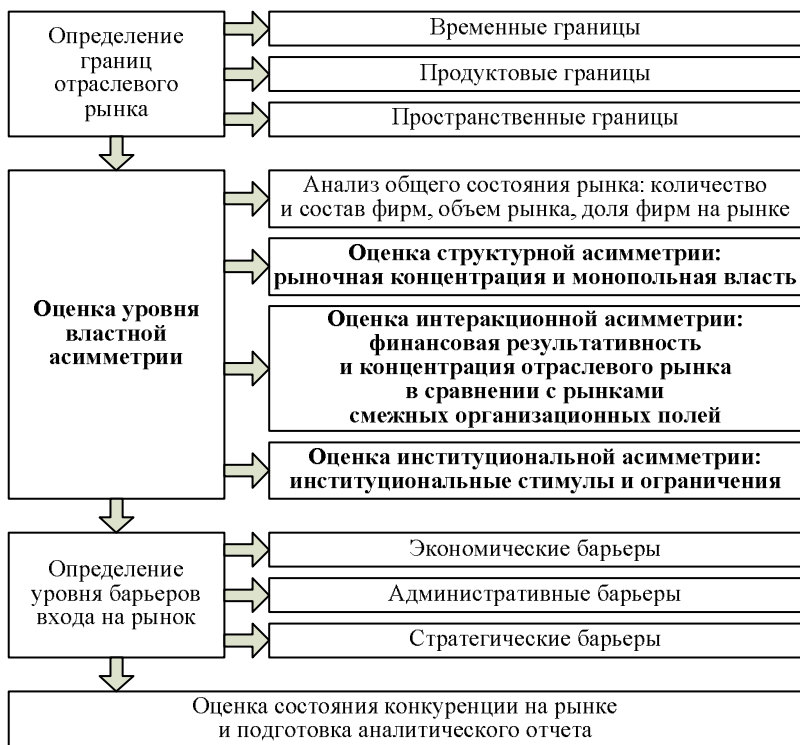 Определение
границ
отраслевого
рынка
Временные границы
Продуктовые границы
Пространственные границы
Оценка уровня
властной
асимметрии
Анализ общего состояния рынка: количество
и состав фирм, объем рынка, доля фирм на рынке
Оценка структурной асимметрии:
рыночная концентрация и монопольная власть
Оценка интеракционной асимметрии:
финансовая результативность
и концентрация отраслевого рынка
в сравнении с рынками
смежных организационных полей
Оценка институциональной асимметрии:
институциональные стимулы и ограничения
Определение
уровня барьеров
входа на рынок
Экономические барьеры
Административные барьеры
Стратегические барьеры
Оценка состояния конкуренции на рынке
и подготовка аналитического отчета